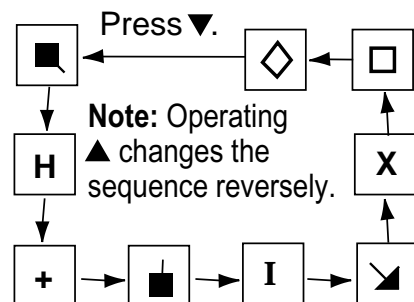 Press ▼.
Note: Operating
▲ changes the
sequence reversely.
H
X
+
I